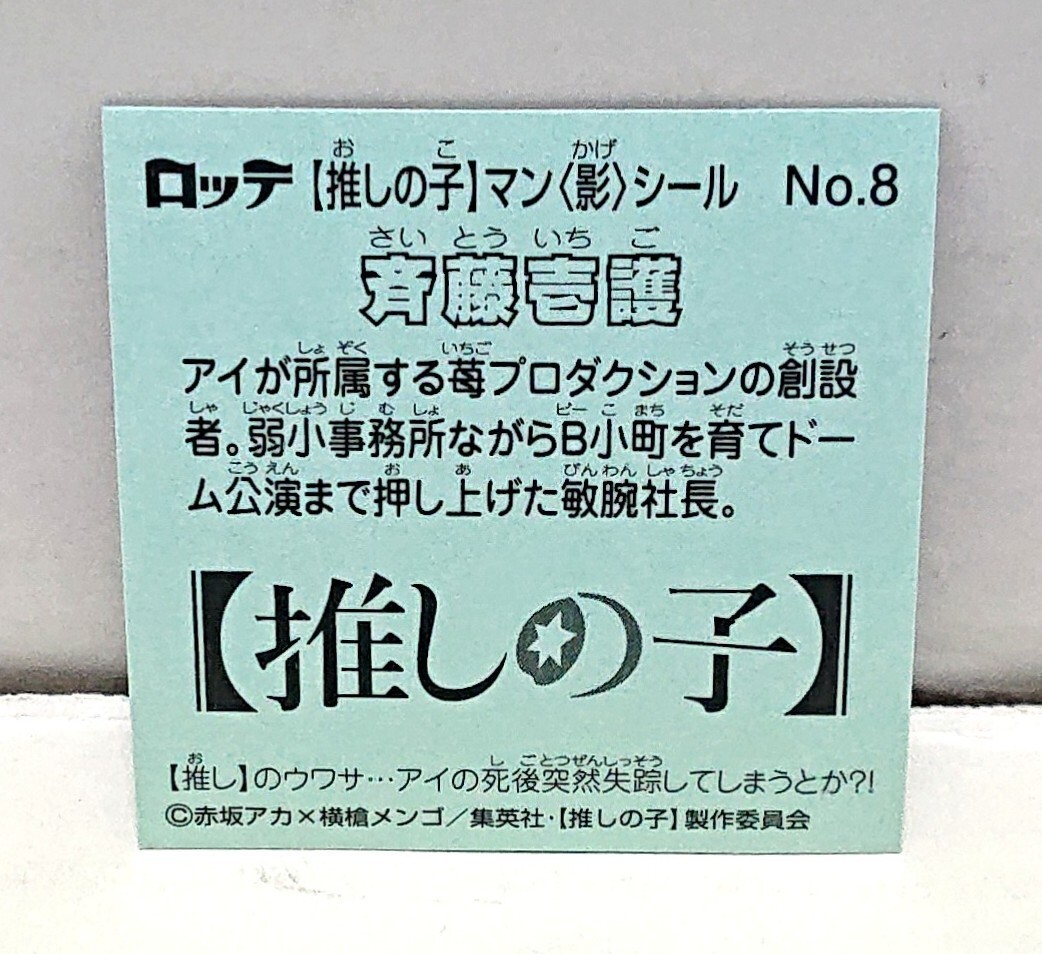 ロッテ【推しの子】マン〈影〉シール No.8
斉藤壱護
アイが所属する苺プロダクションの創設
者。弱小事務所ながらB小町を育てドー
ム公演まで押し上げた敏腕社長。
【推しの子】
【推し】のウワサ…アイの死後突然失踪してしまうとか?!
©赤坂アカ×横槍メンゴ／集英社・【推しの子】製作委員会